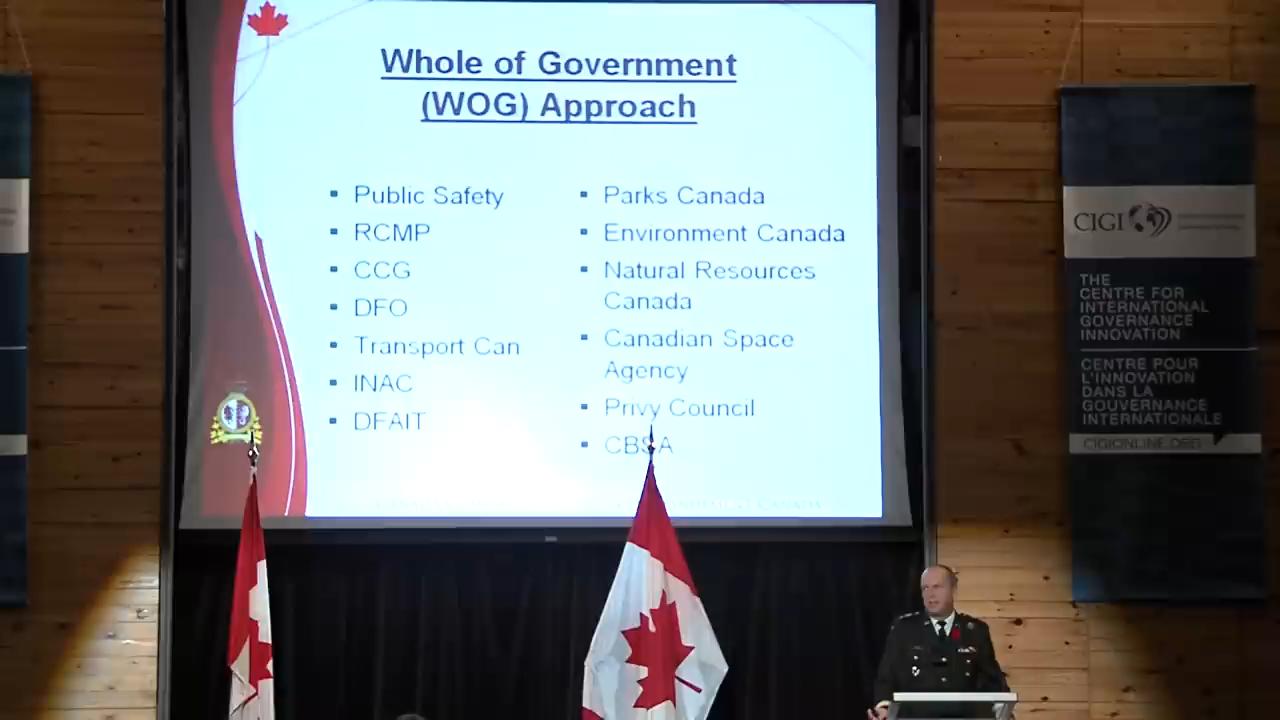 Whole of Government
(WOG) Approach
Public Safety
RCMP
CCG
DFO
Transport Can
INAC
DFAIT
Parks Canada
Environment Canada
Natural Resources
Canada
Canadian Space
Agency
Privy Council
CBSA
CIGI
THE
CENTRE FOR
INTERNATIONAL
GOVERNANCE
INNOVATION
CENTRE POUR
L'INNOVATION
DANS LA
GOUVERNANCE
INTERNATIONALE
CIGIONLINE.ORG